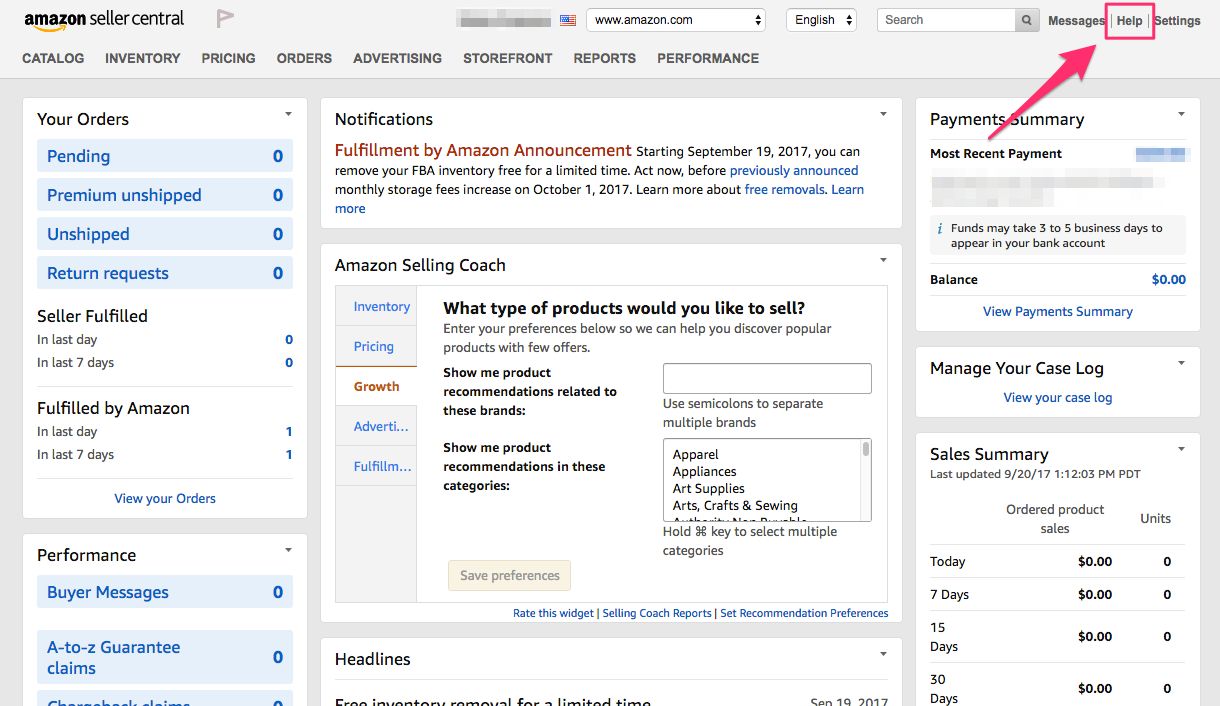 amazon seller central
www.amazon.com
English
Search
Messages | Help | Settings
CATALOG INVENTORY PRICING ORDERS ADVERTISING STOREFRONT REPORTS PERFORMANCE
Your Orders
Pending 0
Premium unshipped 0
Unshipped 0
Return requests 0
Seller Fulfilled
In last day 0
In last 7 days 0
Fulfilled by Amazon
In last day 1
In last 7 days 1
View your Orders
Performance
Buyer Messages 0
A-to-z Guarantee
claims 0
Chargeback claims 0
Notifications
Fulfillment by Amazon Announcement Starting September 19, 2017, you can
remove your FBA inventory free for a limited time. Act now, before previously announced
monthly storage fees increase on October 1, 2017. Learn more about free removals. Learn
more
Amazon Selling Coach
Inventory
Pricing
Growth
Adverti...
Fulfillm...
What type of products would you like to sell?
Enter your preferences below so we can help you discover popular
products with few offers.
Show me product
recommendations related to
these brands:
Use semicolons to separate
multiple brands
Show me product
recommendations in these
categories:
Apparel
Appliances
Art Supplies
Arts, Crafts & Sewing
Authority Non Buyable
Hold ⌘ key to select multiple
categories
Save preferences
Rate this widget | Selling Coach Reports | Set Recommendation Preferences
Headlines
Free inventory removal for a limited time Sep 19, 2017
Payments Summary
Most Recent Payment
i Funds may take 3 to 5 business days to
appear in your bank account
Balance $0.00
View Payments Summary
Manage Your Case Log
View your case log
Sales Summary
Last updated 9/20/17 1:12:03 PM PDT
Ordered product
sales
Units
Today $0.00 0
7 Days $0.00 0
15
Days $0.00 0
30
Days $0.00 0